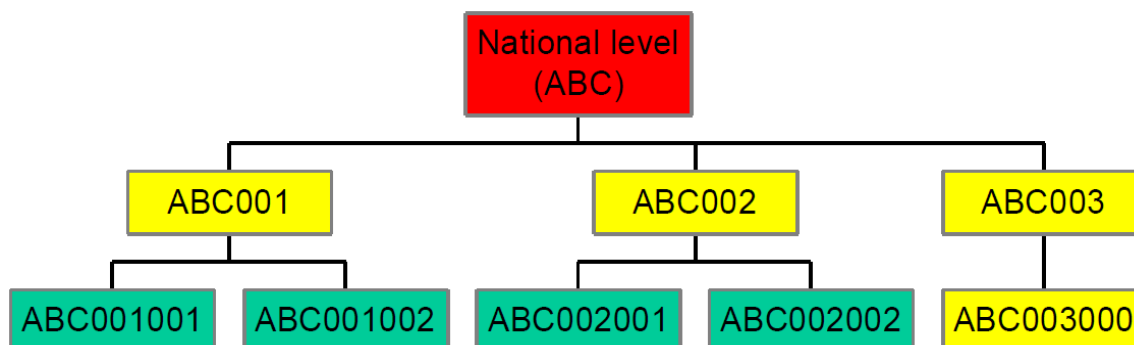 National level
(ABC)
ABC001
ABC002
ABC003
ABC001001
ABC001002
ABC002001
ABC002002
ABC003000